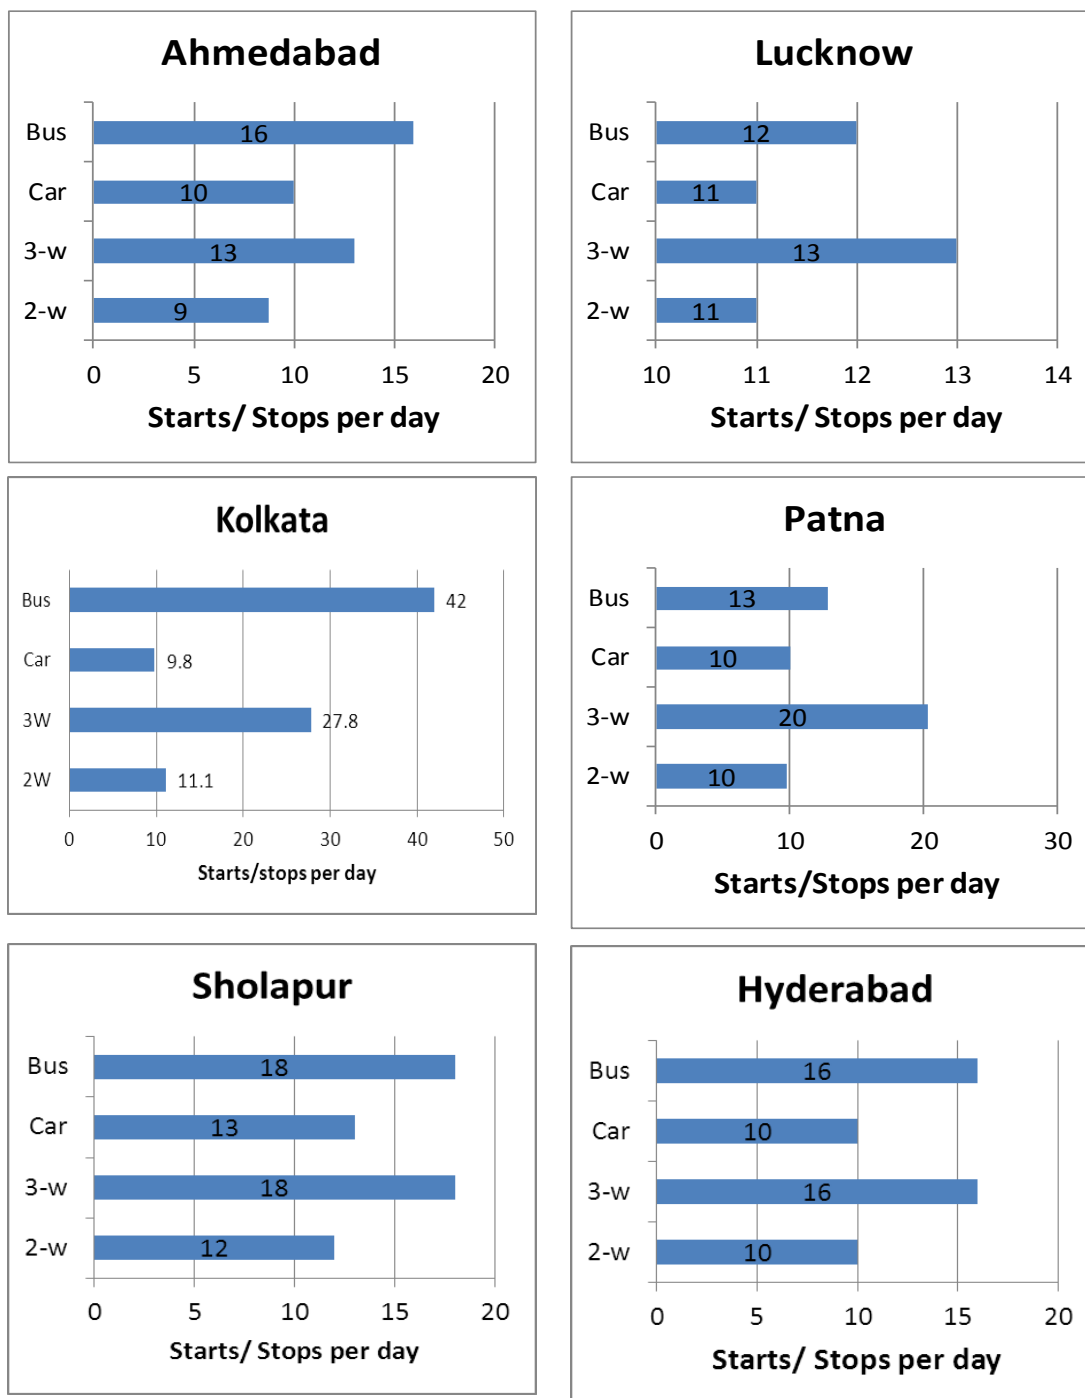 Ahmedabad
Bus
16
Car
10
3-w
13
2-w
9
0 5 10 15 20
Starts/ Stops per day
Lucknow
Bus
12
Car
11
3-w
13
2-w
11
10 11 12 13 14
Starts/ Stops per day
Kolkata
Bus
42
Car
9.8
3W
27.8
2W
11.1
0 10 20 30 40 50
Starts/stops per day
Patna
Bus
13
Car
10
3-w
20
2-w
10
0 10 20 30
Starts/Stops per day
Sholapur
Bus
18
Car
13
3-w
18
2-w
12
0 5 10 15 20
Starts/ Stops per day
Hyderabad
Bus
16
Car
10
3-w
16
2-w
10
0 5 10 15 20
Starts/ Stops per day